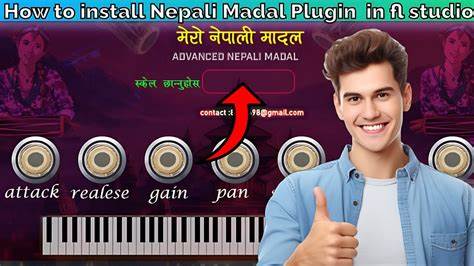 How to install Nepali Madal Plugin in fl studio
मेरो नेपाली मादल
ADVANCED NEPALI MADAL
स्केल छान्नुहोस
attack realese gain pan